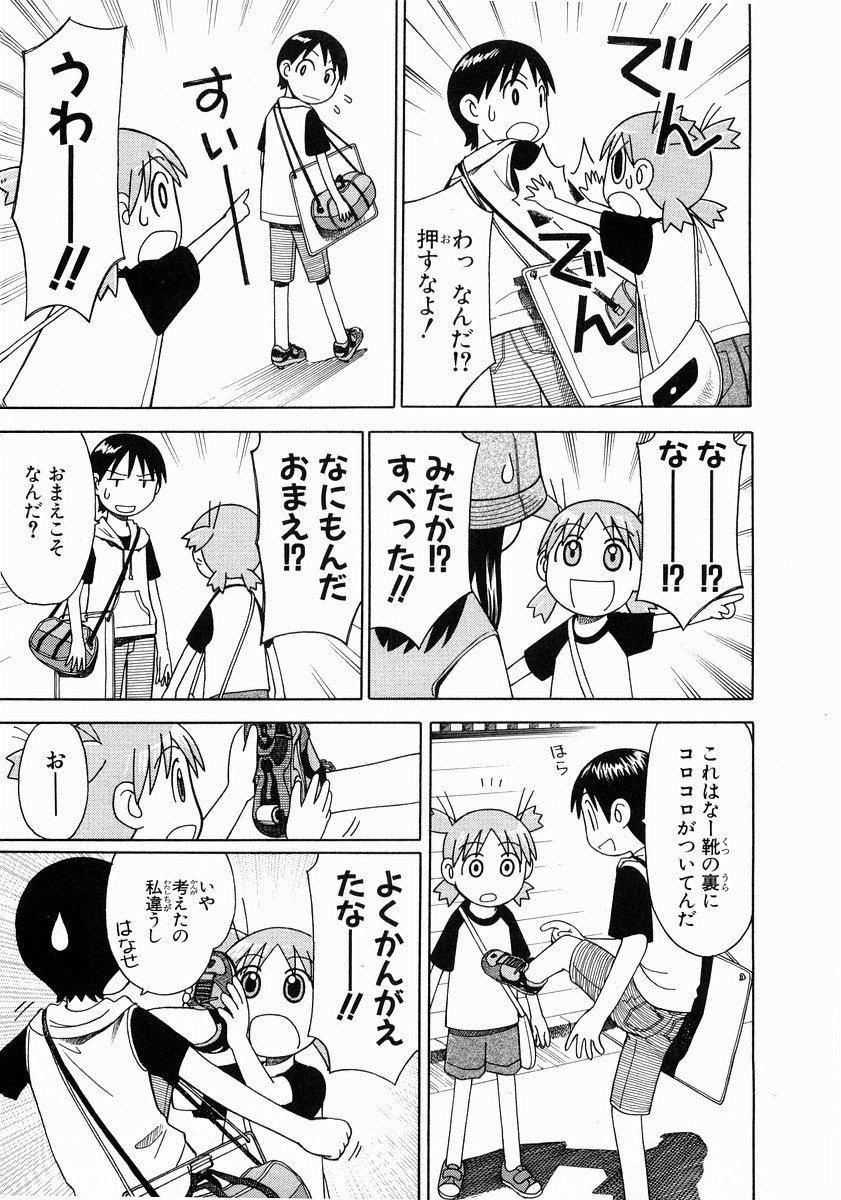 でんでんでん
わっ なんだ!?
押すなよ!
すいーー
うわーー!!
なーー!?
なーー!?
みたか!?
すべった!!
なにもんだ
おまえ!?
おまえこそ
なんだ?
これはなー靴の裏に
コロコロがついてんだ
ほら
おー
よくかんがえ
たなーー!!
いや
考えたの
私違うし
はなせ